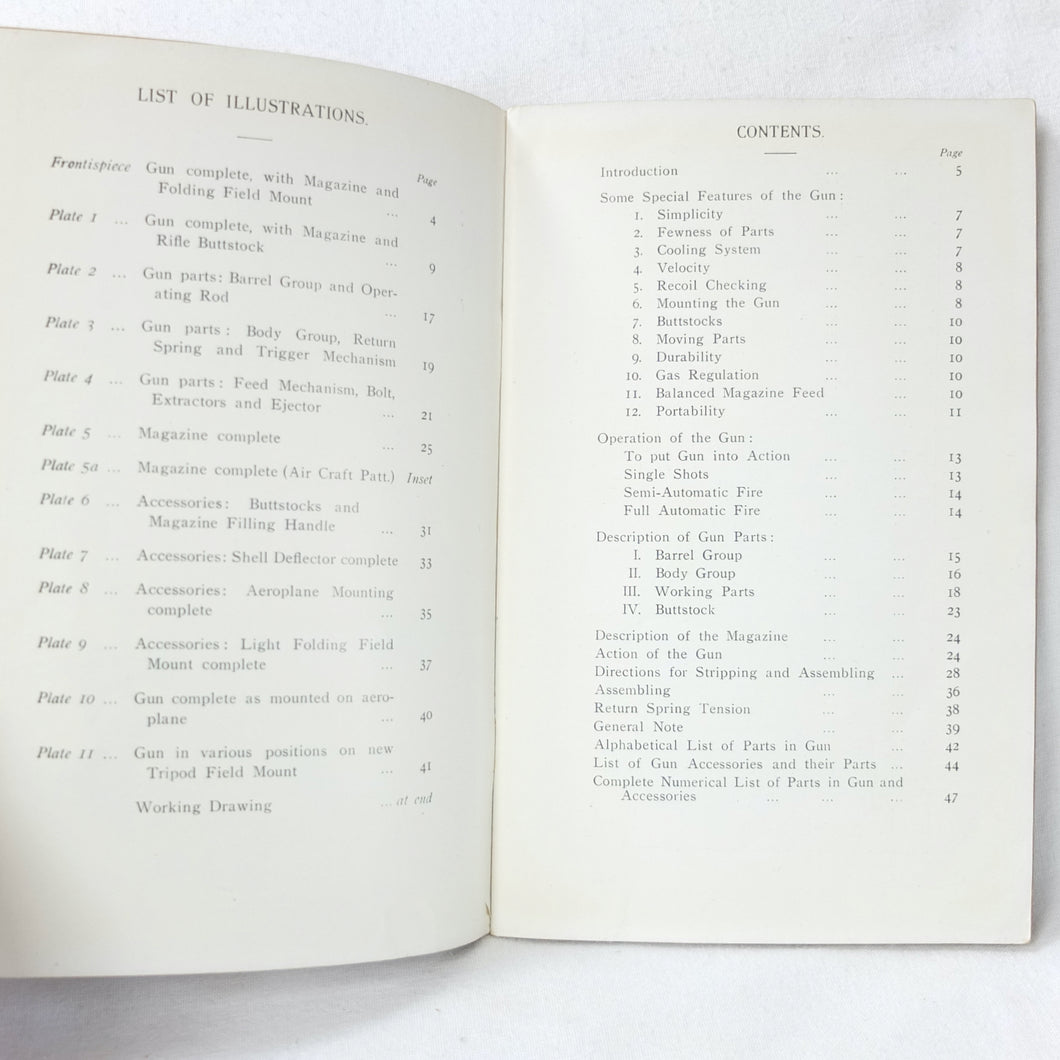 LIST OF ILLUSTRATIONS.
Page
Frontispiece Gun complete, with Magazine and
Folding Field Mount ... 4
Plate 1 ... Gun complete, with Magazine and
Rifle Buttstock ... 9
Plate 2 ... Gun parts: Barrel Group and Oper-
ating Rod ... 17
Plate 3 ... Gun parts: Body Group, Return
Spring and Trigger Mechanism 19
Plate 4 ... Gun parts: Feed Mechanism, Bolt,
Extractors and Ejector ... 21
Plate 5 ... Magazine complete ... 25
Plate 5a ... Magazine complete (Air Craft Patt.) Inset
Plate 6 ... Accessories: Buttstocks and
Magazine Filling Handle ... 31
Plate 7 ... Accessories: Shell Deflector complete 33
Plate 8 ... Accessories: Aeroplane Mounting
complete ... 35
Plate 9 ... Accessories: Light Folding Field
Mount complete ... 37
Plate 10 ... Gun complete as mounted on aero-
plane ... 40
Plate 11 ... Gun in various positions on new
Tripod Field Mount ... 41
Working Drawing ... at end
CONTENTS.
Page
Introduction ... ... 5
Some Special Features of the Gun:
1. Simplicity ... ... 7
2. Fewness of Parts ... ... 7
3. Cooling System ... ... 7
4. Velocity ... ... 8
5. Recoil Checking ... ... 8
6. Mounting the Gun ... ... 8
7. Buttstocks ... ... 10
8. Moving Parts ... ... 10
9. Durability ... ... 10
10. Gas Regulation ... ... 10
11. Balanced Magazine Feed ... 10
12. Portability ... ... 11
Operation of the Gun:
To put Gun into Action ... ... 13
Single Shots ... ... 13
Semi-Automatic Fire ... ... 14
Full Automatic Fire ... ... 14
Description of Gun Parts:
I. Barrel Group ... ... 15
II. Body Group ... ... 16
III. Working Parts ... ... 18
IV. Buttstock ... ... 23
Description of the Magazine ... ... 24
Action of the Gun ... ... 24
Directions for Stripping and Assembling ... 28
Assembling ... ... 36
Return Spring Tension ... ... 38
General Note ... ... 39
Alphabetical List of Parts in Gun ... 42
List of Gun Accessories and their Parts ... 44
Complete Numerical List of Parts in Gun and
Accessories ... ... ... 47